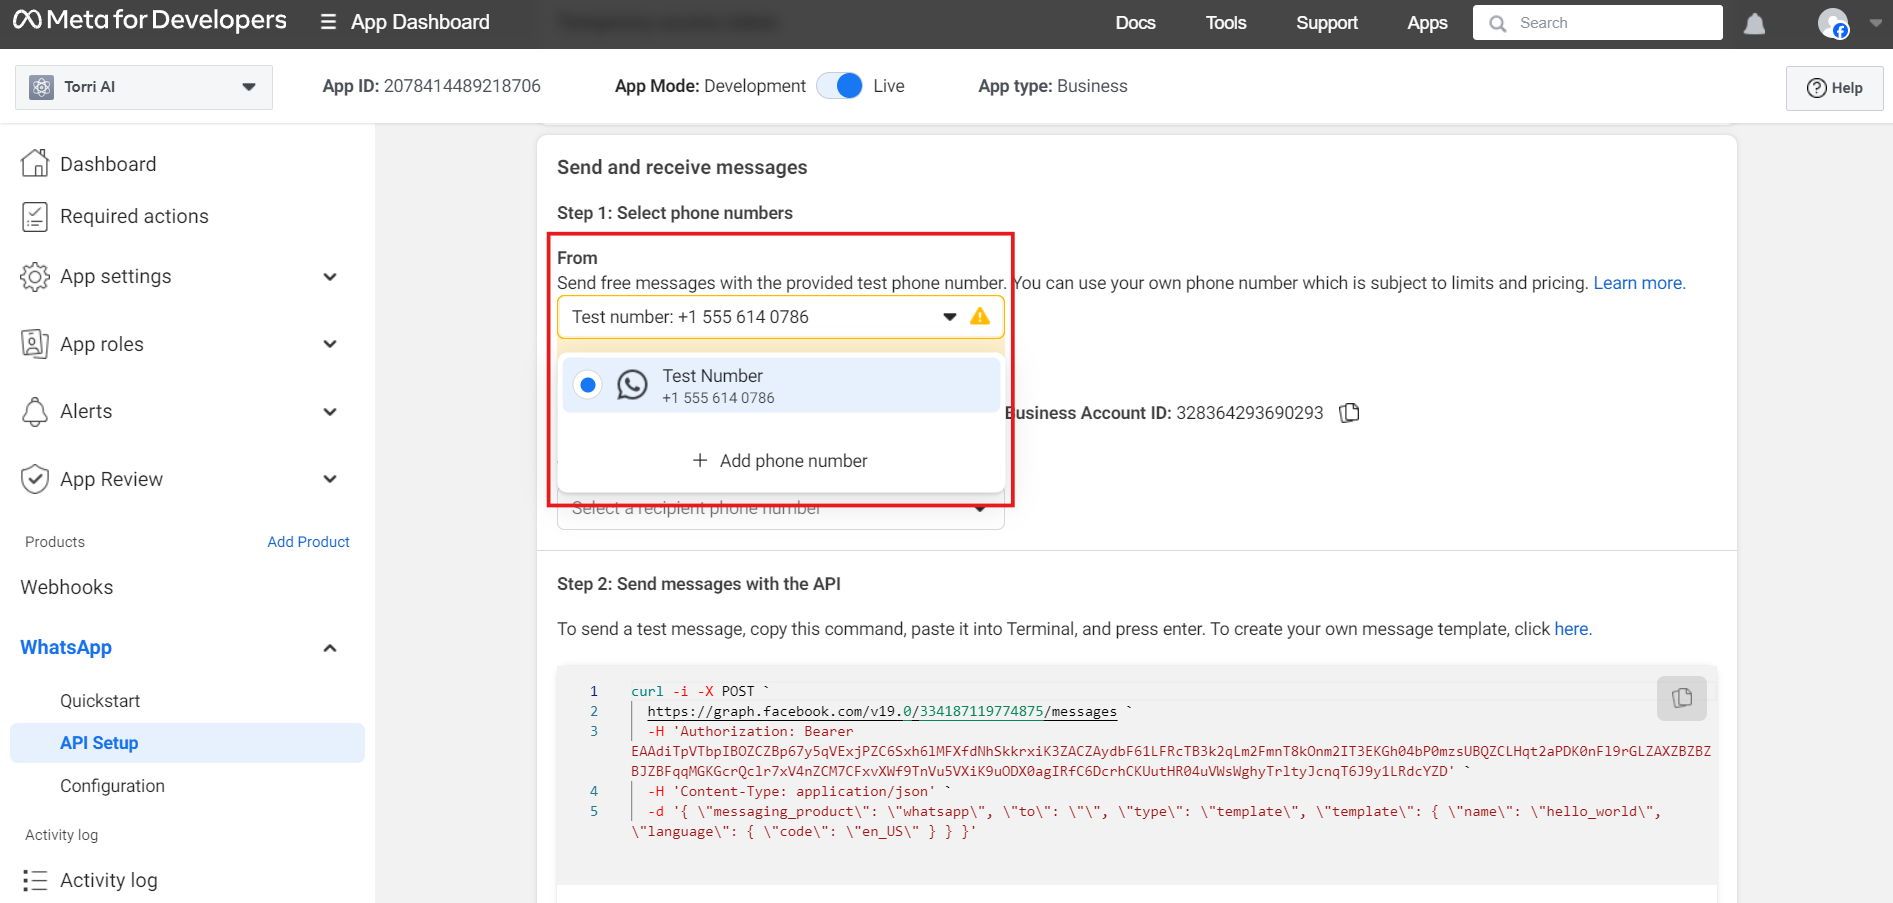 Meta for Developers
App Dashboard
Docs
Tools
Support
Apps
Search
Torri AI
App ID: 2078414489218706
App Mode: Development
Live
App type: Business
Help
Dashboard
Required actions
App settings
App roles
Alerts
App Review
Products
Add Product
Webhooks
WhatsApp
Quickstart
API Setup
Configuration
Activity log
Activity log
Send and receive messages
Step 1: Select phone numbers
From
Send free messages with the provided test phone number. You can use your own phone number which is subject to limits and pricing. Learn more.
Test number: +1 555 614 0786
Test Number
+1 555 614 0786
Business Account ID: 328364293690293
+ Add phone number
Select a recipient phone number
Step 2: Send messages with the API
To send a test message, copy this command, paste it into Terminal, and press enter. To create your own message template, click here.
1 curl -i -X POST `
2 https://graph.facebook.com/v19.0/334187119774875/messages `
3 -H 'Authorization: Bearer
4 -H 'Content-Type: application/json' `
5 -d '{ \"messaging_product\": \"whatsapp\", \"to\": \"\", \"type\": \"template\", \"template\": { \"name\": \"hello_world\",
\"language\": { \"code\": \"en_US\" } } }'